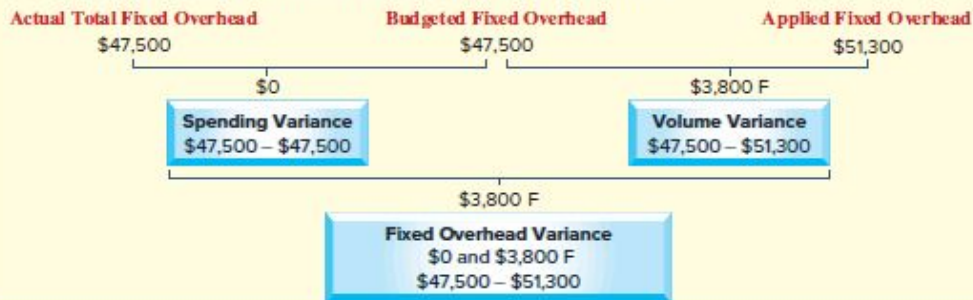 Actual Total Fixed Overhead Budgeted Fixed Overhead Applied Fixed Overhead
$47,500 $47,500 $51,300
$0 $3,800 F
Spending Variance
$47,500 – $47,500
Volume Variance
$47,500 – $51,300
$3,800 F
Fixed Overhead Variance
$0 and $3,800 F
$47,500 – $51,300